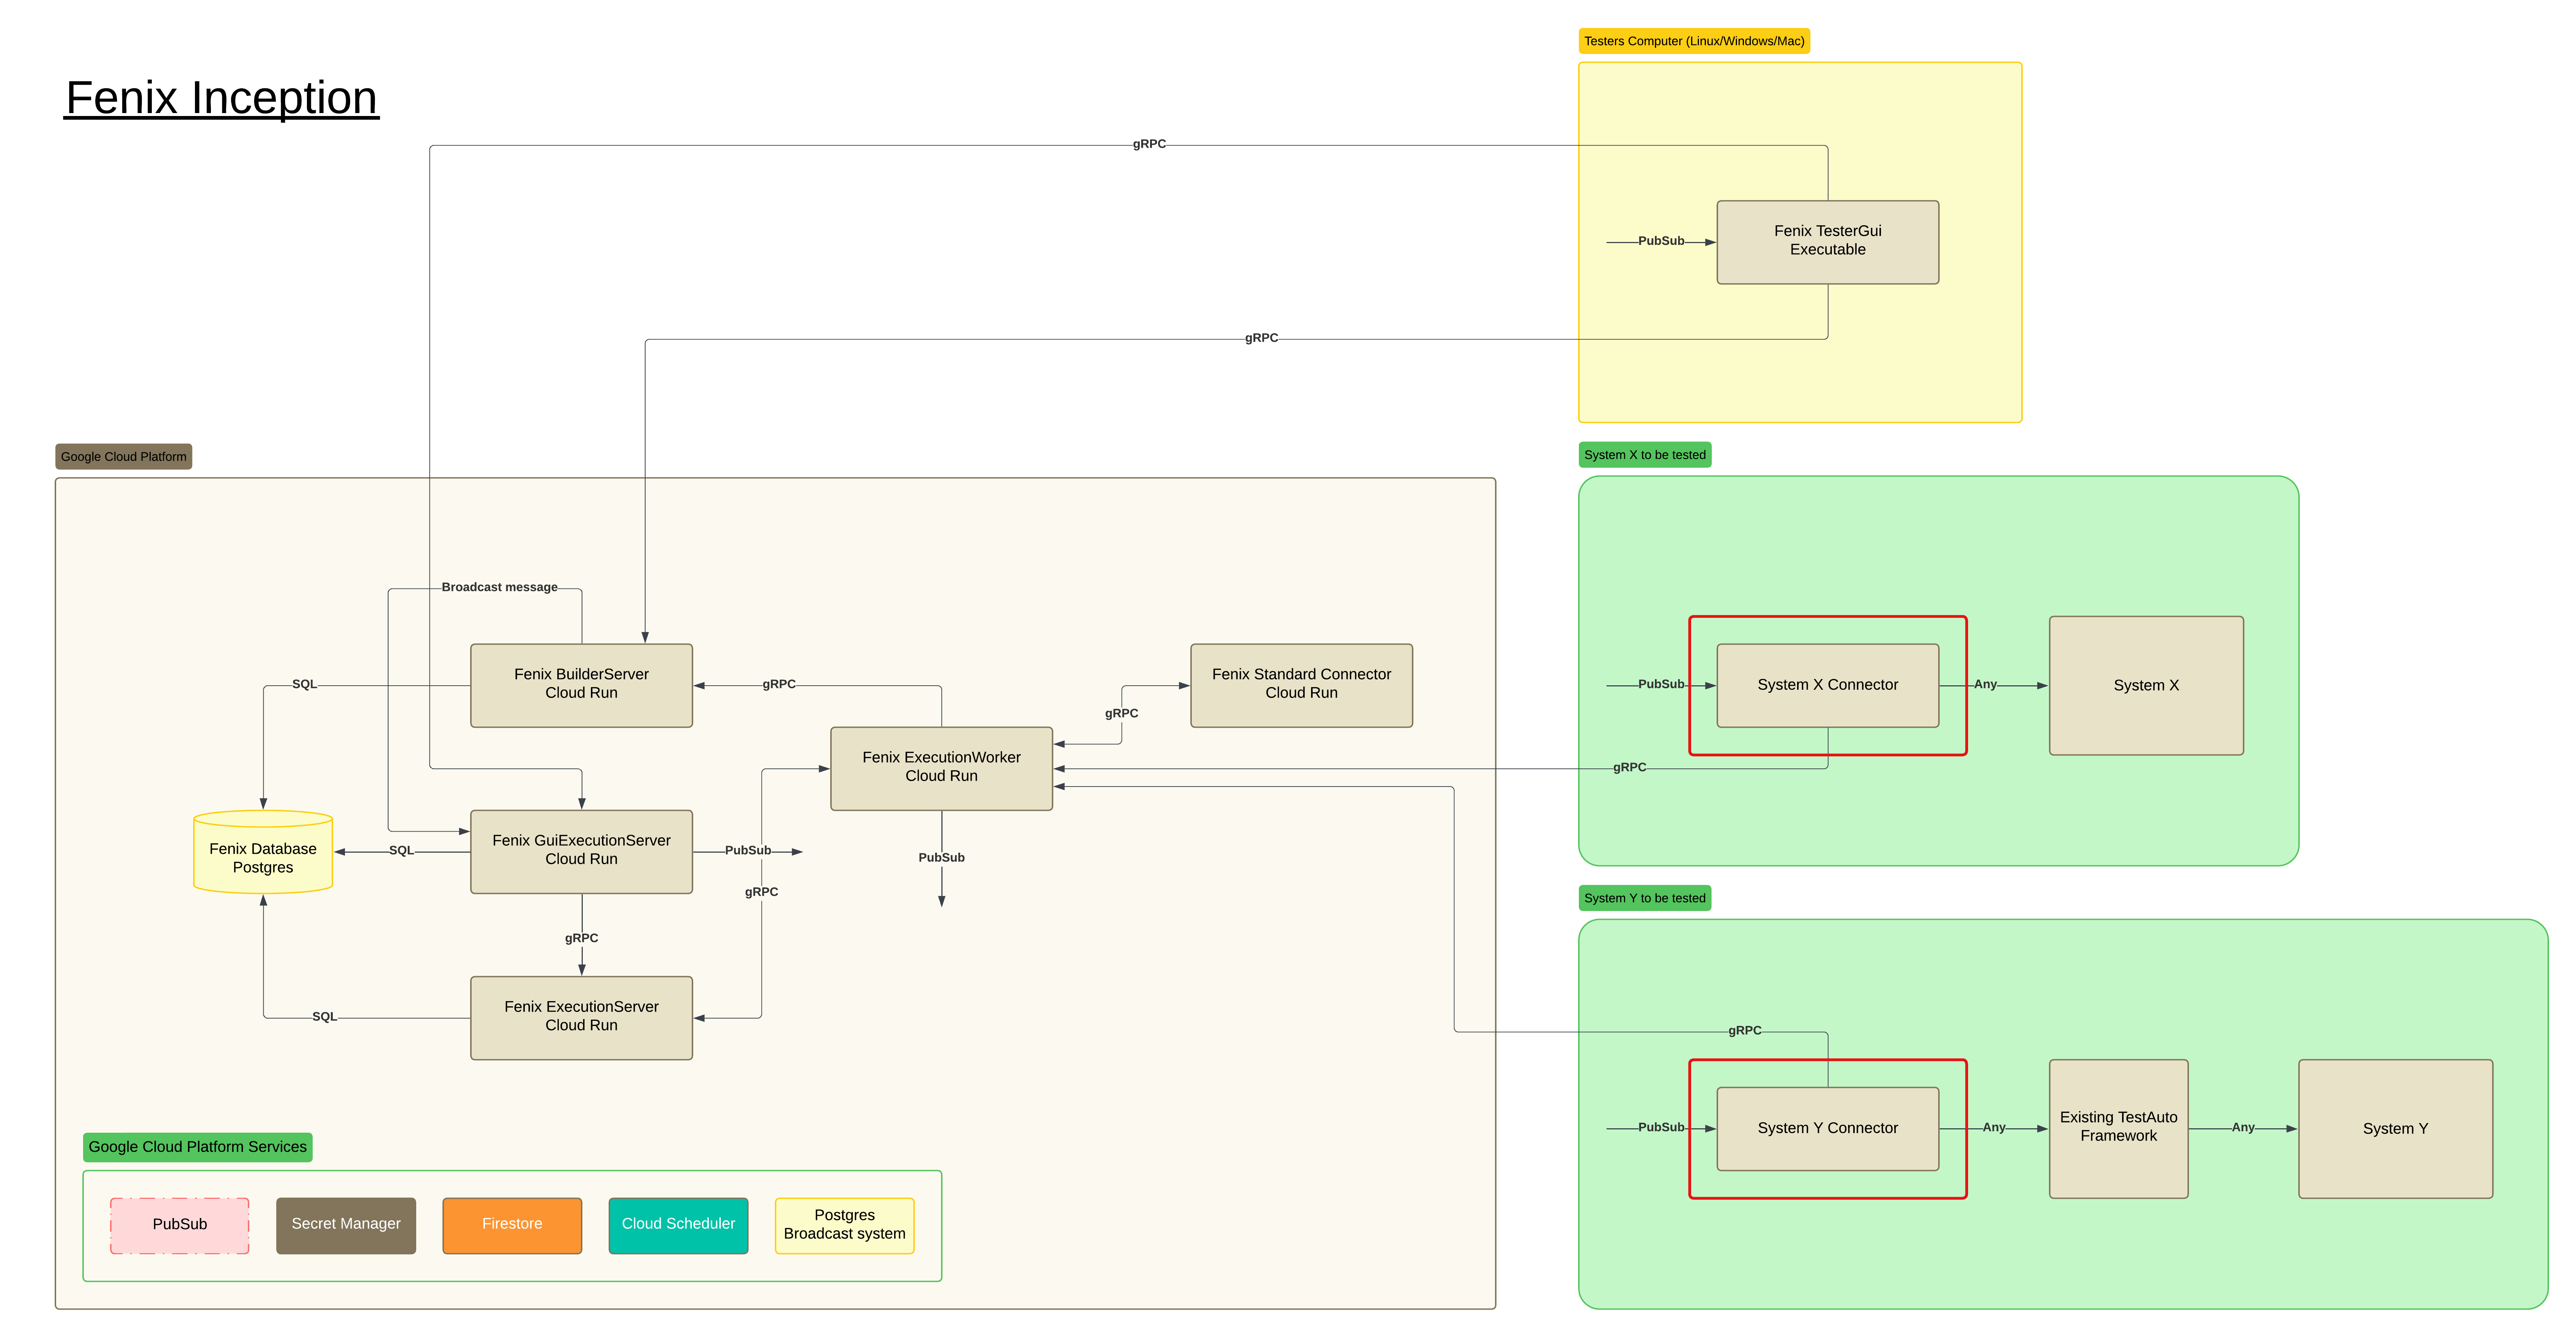 Fenix Inception
Testers Computer (Linux/Windows/Mac)
gRPC
PubSub
Fenix TesterGui
Executable
gRPC
Google Cloud Platform
Broadcast message
Fenix BuilderServer
Cloud Run
SQL
gRPC
Fenix Standard Connector
Cloud Run
gRPC
Fenix ExecutionWorker
Cloud Run
Fenix Database
Postgres
SQL
Fenix GuiExecutionServer
Cloud Run
PubSub
gRPC
PubSub
gRPC
SQL
Fenix ExecutionServer
Cloud Run
Google Cloud Platform Services
PubSub
Secret Manager
Firestore
Cloud Scheduler
Postgres
Broadcast system
System X to be tested
PubSub
System X Connector
Any
System X
gRPC
System Y to be tested
gRPC
PubSub
System Y Connector
Any
Existing TestAuto
Framework
Any
System Y